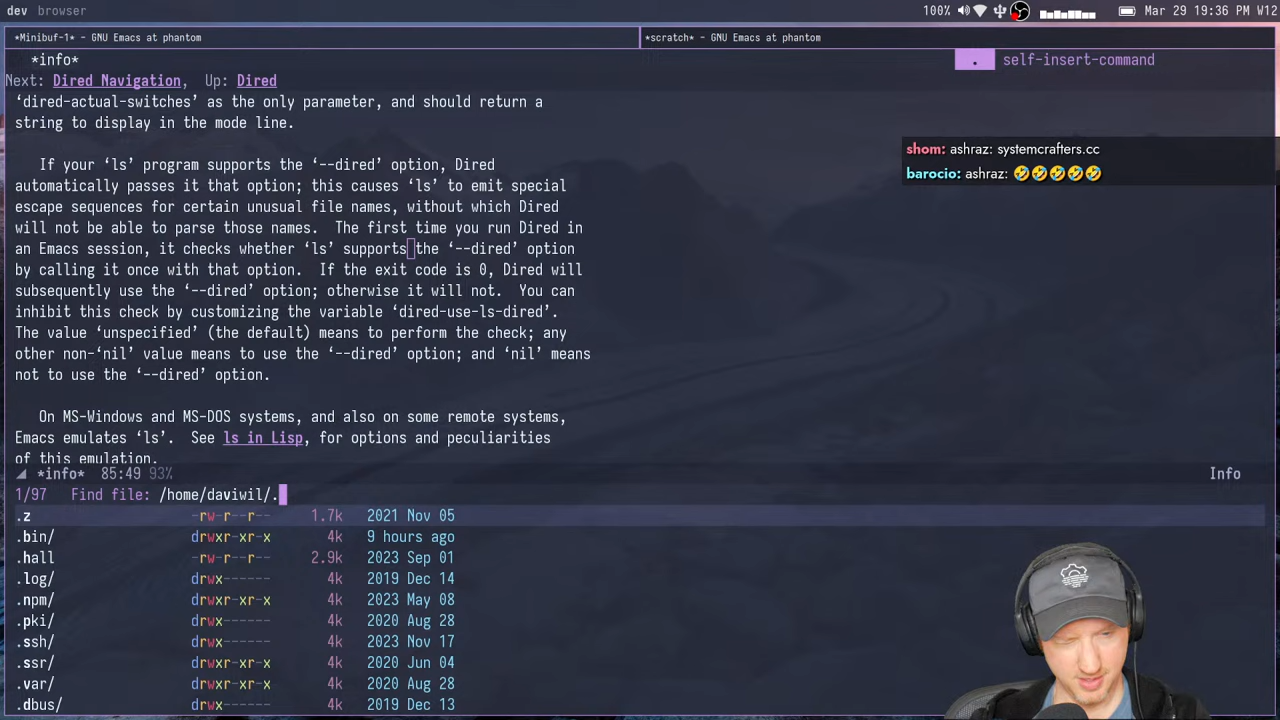 dev browser
100% Mar 29 19:36 PM W12
*Minibuf-1* - GNU Emacs at phantom
*scratch* - GNU Emacs at phantom
*info*
. self-insert-command
Next: Dired Navigation, Up: Dired
‘dired-actual-switches’ as the only parameter, and should return a
string to display in the mode line.
shom: ashraz: systemcrafters.cc
barocio: ashraz: 🤣🤣🤣🤣🤣
If your ‘ls’ program supports the ‘--dired’ option, Dired
automatically passes it that option; this causes ‘ls’ to emit special
escape sequences for certain unusual file names, without which Dired
will not be able to parse those names. The first time you run Dired in
an Emacs session, it checks whether ‘ls’ supports the ‘--dired’ option
by calling it once with that option. If the exit code is 0, Dired will
subsequently use the ‘--dired’ option; otherwise it will not. You can
inhibit this check by customizing the variable ‘dired-use-ls-dired’.
The value ‘unspecified’ (the default) means to perform the check; any
other non-‘nil’ value means to use the ‘--dired’ option; and ‘nil’ means
not to use the ‘--dired’ option.
On MS-Windows and MS-DOS systems, and also on some remote systems,
Emacs emulates ‘ls’. See ls in Lisp, for options and peculiarities
of this emulation.
*info* 85:49 93% Info
1/97 Find file: /home/daviwil/.
.z -rw-r--r-- 1.7k 2021 Nov 05
.bin/ drwxr-xr-x 4k 9 hours ago
.hall -rw-r--r-- 2.9k 2023 Sep 01
.log/ drwx------ 4k 2019 Dec 14
.npm/ drwxr-xr-x 4k 2023 May 08
.pki/ drwx------ 4k 2020 Aug 28
.ssh/ drwx------ 4k 2023 Nov 17
.ssr/ drwxr-xr-x 4k 2020 Jun 04
.var/ drwxr-xr-x 4k 2020 Aug 28
.dbus/ drwx------ 4k 2019 Dec 13